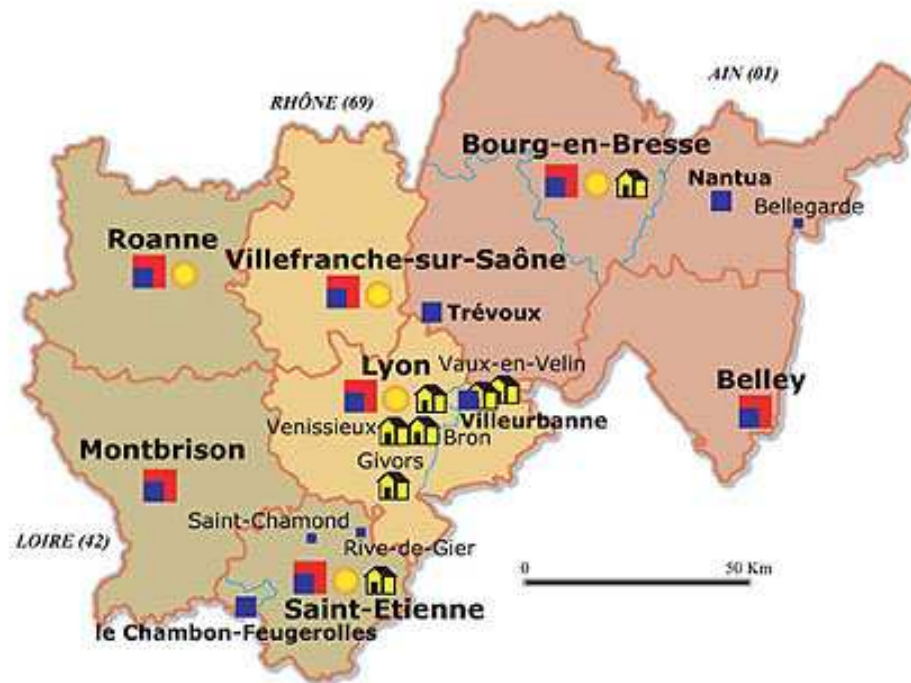 AIN (01)
RHÔNE (69)
Bourg-en-Bresse
Nantua
Bellegarde
Roanne
Villefranche-sur-Saône
Trévoux
Lyon
Vaux-en-Velin
Belley
Venissieux
Villeurbanne
Bron
Montbrison
Givors
Saint-Chamond
LOIRE (42)
Rive-de-Gier
0
50 Km
Saint-Etienne
le Chambon-Feugerolles